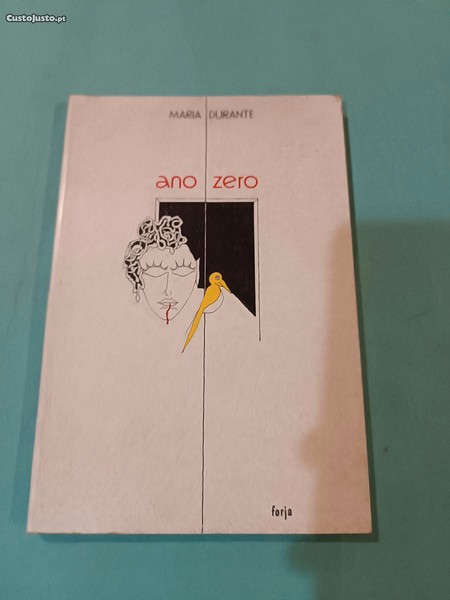 CustoJusto.pt
MARIA DURANTE
ano zero
forja